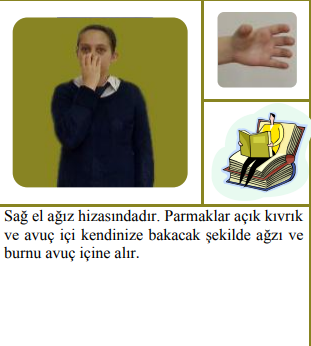 Sağ el ağız hizasındadır. Parmaklar açık kıvrık
ve avuç içi kendinize bakacak şekilde ağzı ve
burnu avuç içine alır.